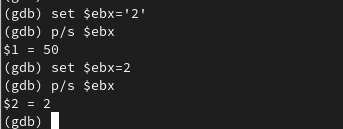 (gdb) set $ebx='2'
(gdb) p/s $ebx
$1 = 50
(gdb) set $ebx=2
(gdb) p/s $ebx
$2 = 2
(gdb)